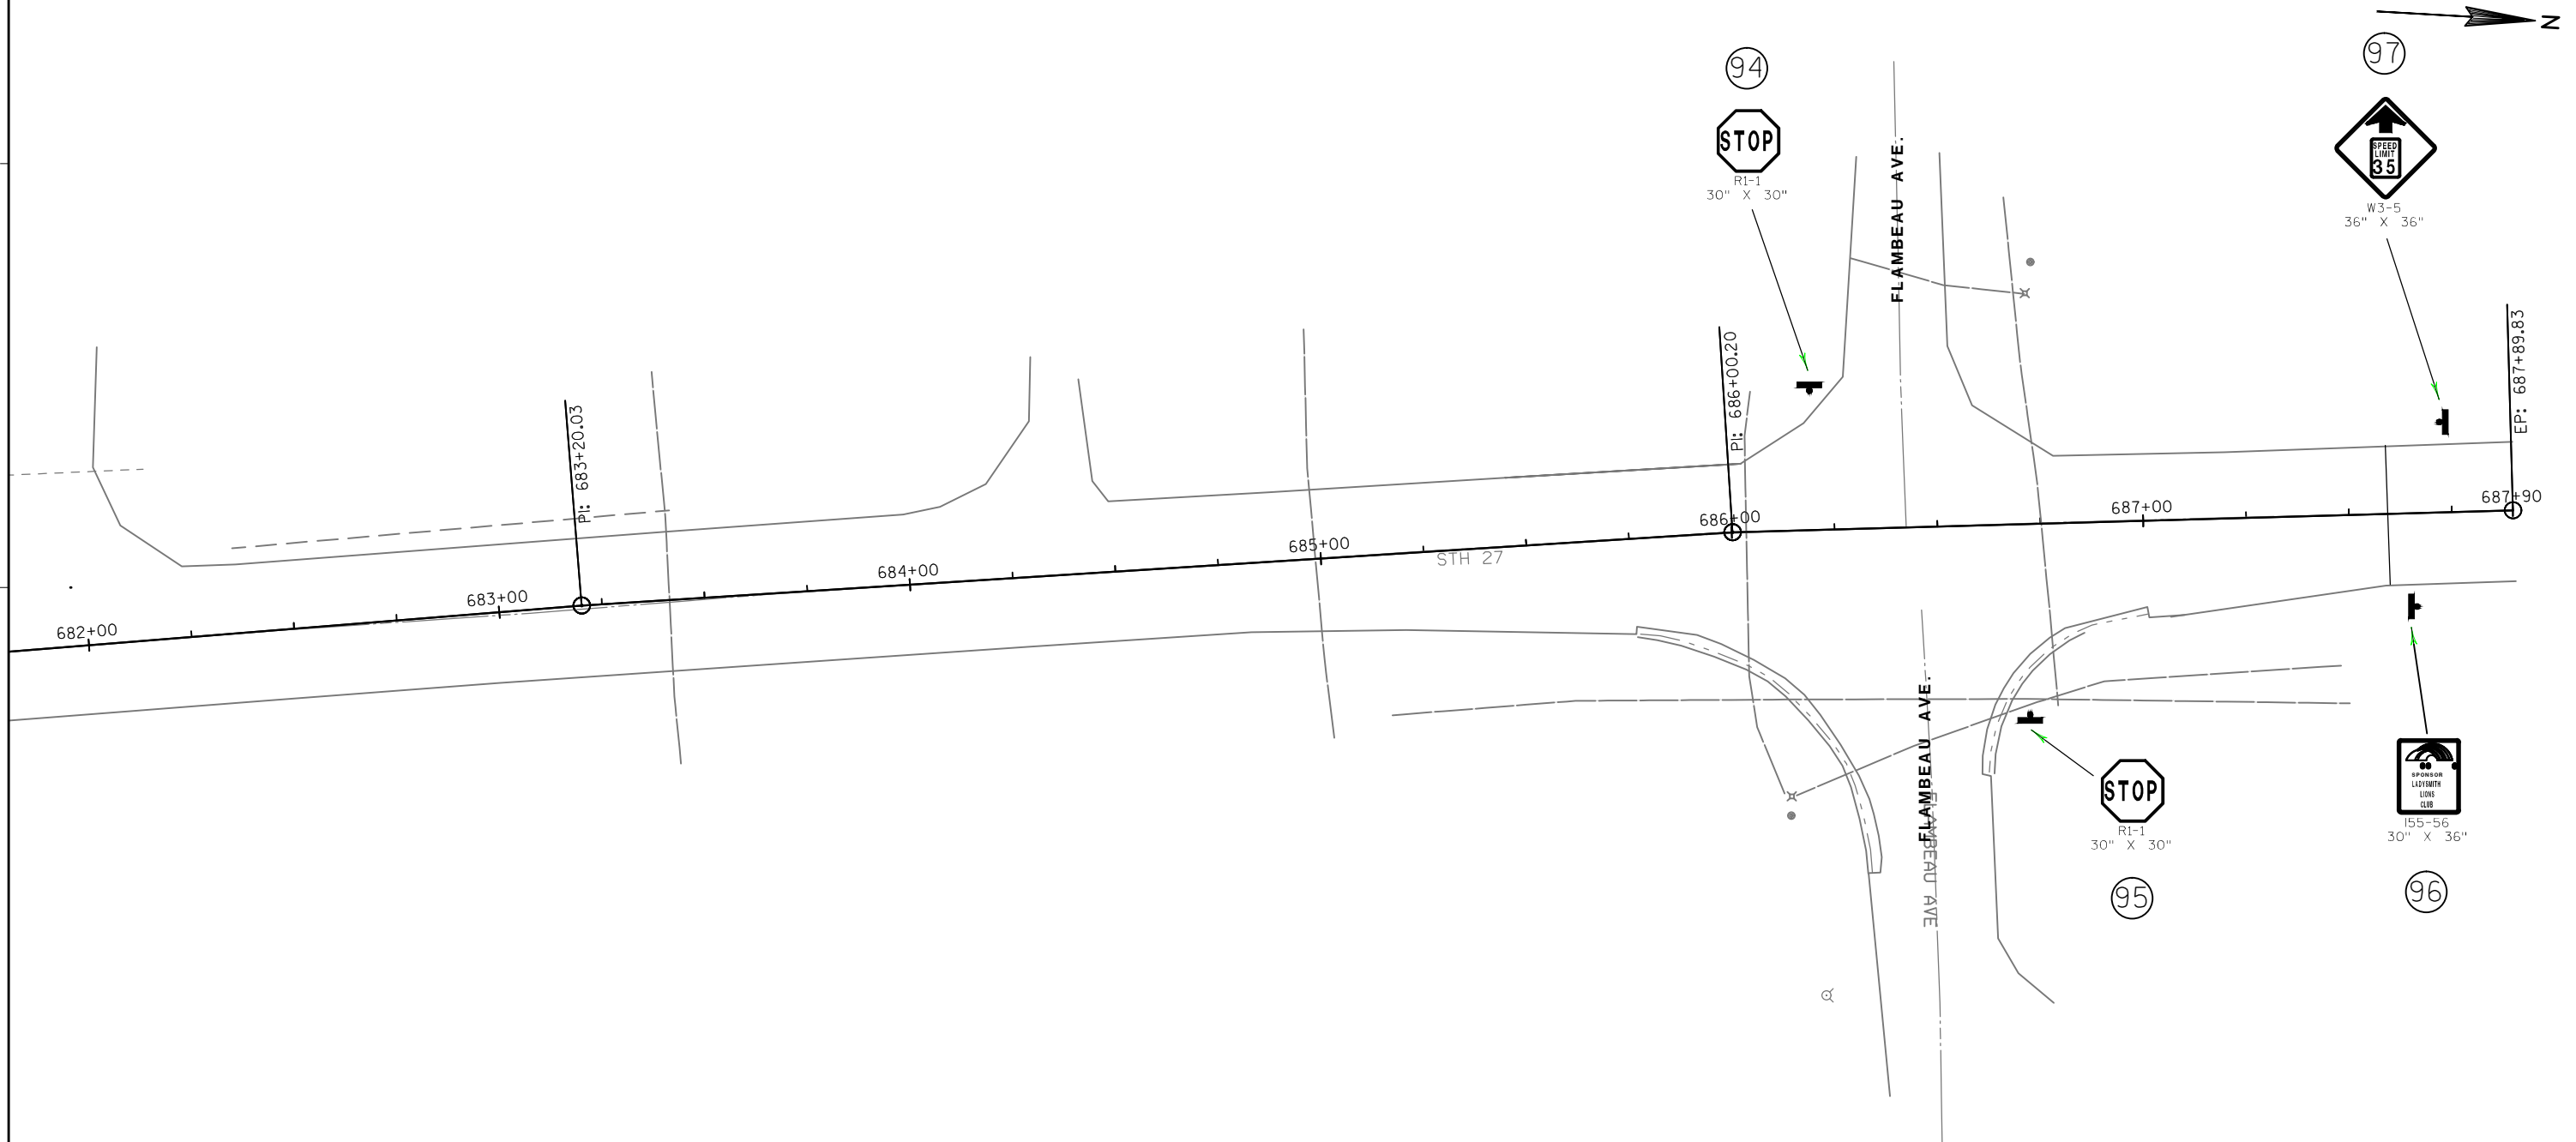 N
94
STOP
R1-1
30" X 30"
FLAMBEAU AVE.
97
SPEED
LIMIT
35
W3-5
36" X 36"
PI: 683+20.03
PI: 686+00.20
EP: 687+89.83
682+00
683+00
684+00
685+00
686+00
687+00
687+90
STH 27
FLAMBEAU AVE.
FLAMBEAU AVE
STOP
R1-1
30" X 30"
95
SPONSOR
LADYSMITH
LIONS
CLUB
I55-56
30" X 36"
96